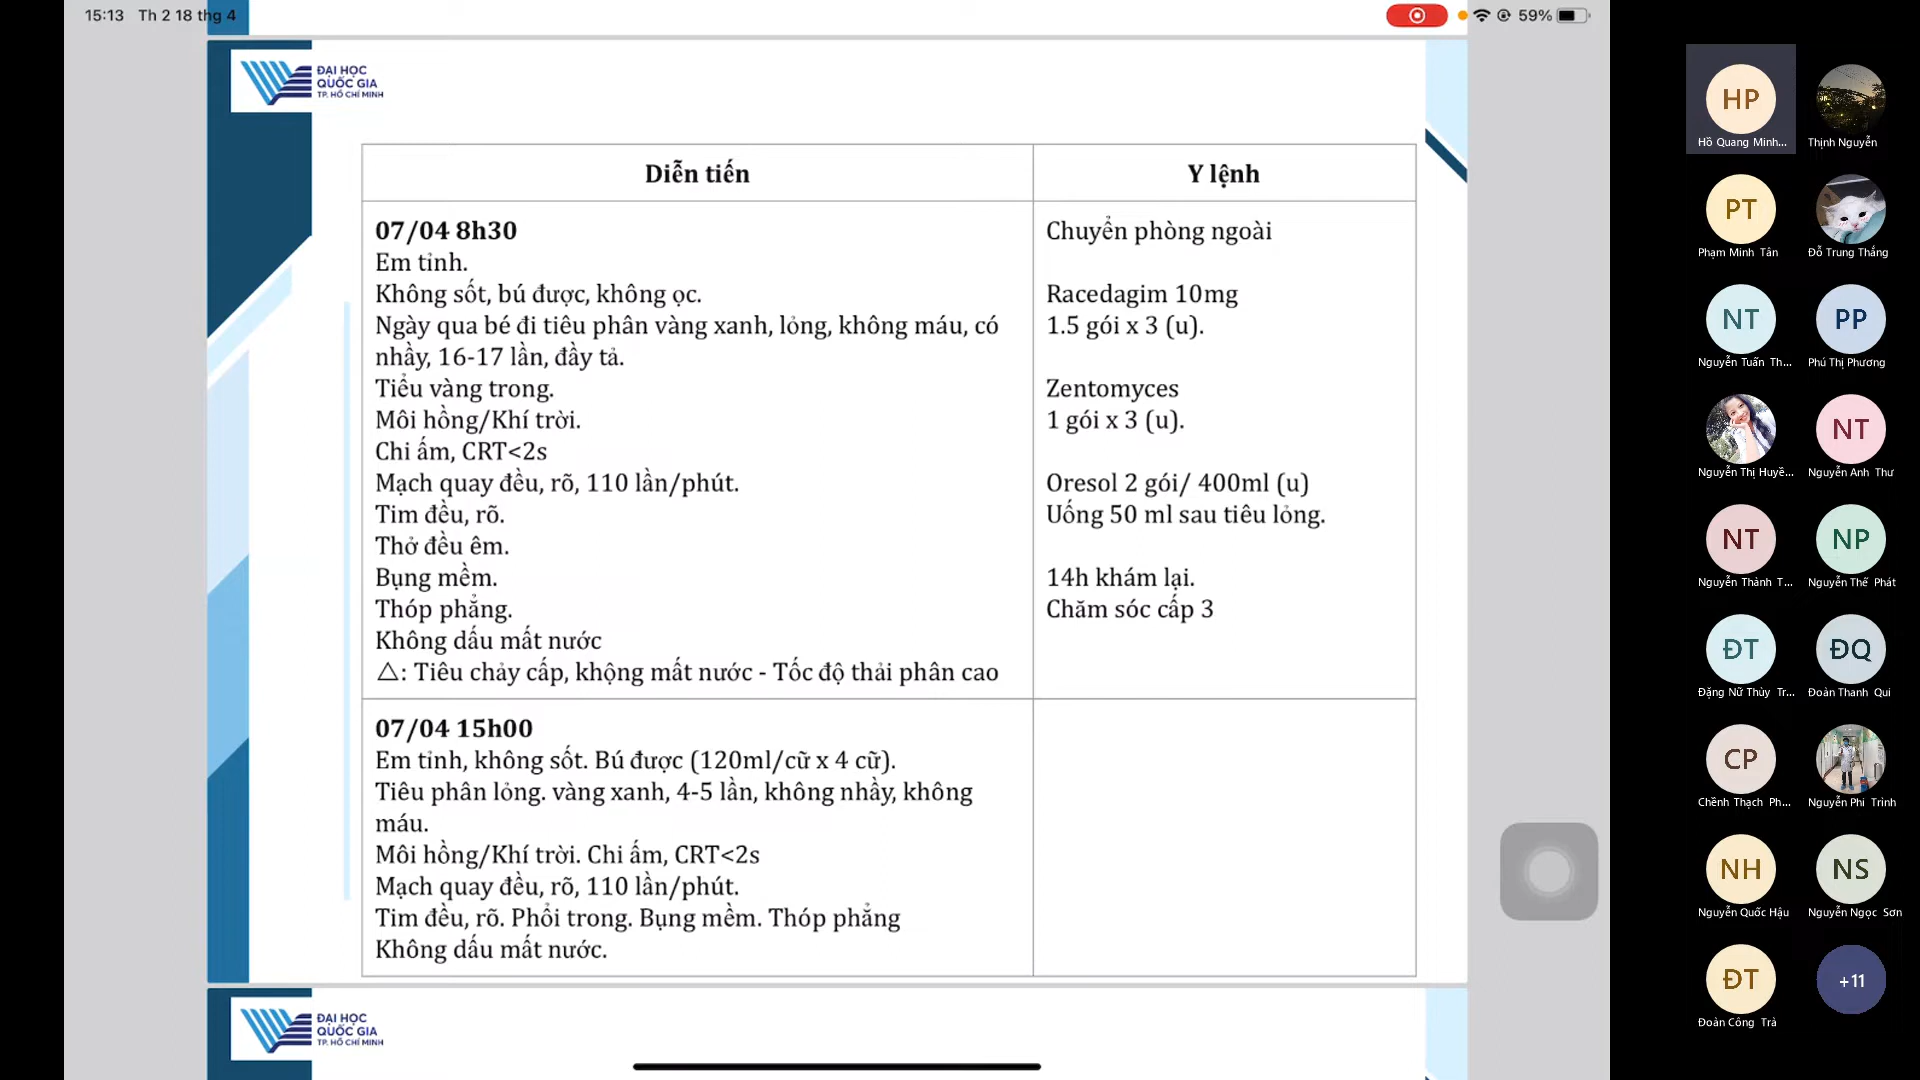 15:13 Th 2 18 thg 4
59%
ĐẠI HỌC
QUỐC GIA
TP. HỒ CHÍ MINH
Diễn tiến
Y lệnh
07/04 8h30
Em tỉnh.
Không sốt, bú được, không ọc.
Ngày qua bé đi tiêu phân vàng xanh, lỏng, không máu, có
nhầy, 16-17 lần, đầy tả.
Tiểu vàng trong.
Môi hồng/Khí trời.
Chi ấm, CRT<2s
Mạch quay đều, rõ, 110 lần/phút.
Tim đều, rõ.
Thở đều êm.
Bụng mềm.
Thóp phẳng.
Không dấu mất nước
△: Tiêu chảy cấp, khộng mất nước - Tốc độ thải phân cao
Chuyển phòng ngoài
Racedagim 10mg
1.5 gói x 3 (u).
Zentomyces
1 gói x 3 (u).
Oresol 2 gói/ 400ml (u)
Uống 50 ml sau tiêu lỏng.
14h khám lại.
Chăm sóc cấp 3
07/04 15h00
Em tỉnh, không sốt. Bú được (120ml/cữ x 4 cữ).
Tiêu phân lỏng. vàng xanh, 4-5 lần, không nhầy, không
máu.
Môi hồng/Khí trời. Chi ấm, CRT<2s
Mạch quay đều, rõ, 110 lần/phút.
Tim đều, rõ. Phổi trong. Bụng mềm. Thóp phẳng
Không dấu mất nước.
ĐẠI HỌC
QUỐC GIA
TP. HỒ CHÍ MINH
HP
Hồ Quang Minh...
Thịnh Nguyễn
PT
Phạm Minh Tân
Đỗ Trung Thắng
NT
Nguyễn Tuấn Th...
PP
Phú Thị Phương
Nguyễn Thị Huyề...
NT
Nguyễn Anh Thư
NT
Nguyễn Thành T...
NP
Nguyễn Thế Phát
ĐT
Đặng Nữ Thùy Tr...
ĐQ
Đoàn Thanh Qui
CP
Chềnh Thạch Ph...
Nguyễn Phi Trình
NH
Nguyễn Quốc Hậu
NS
Nguyễn Ngọc Sơn
ĐT
Đoàn Công Trà
+11